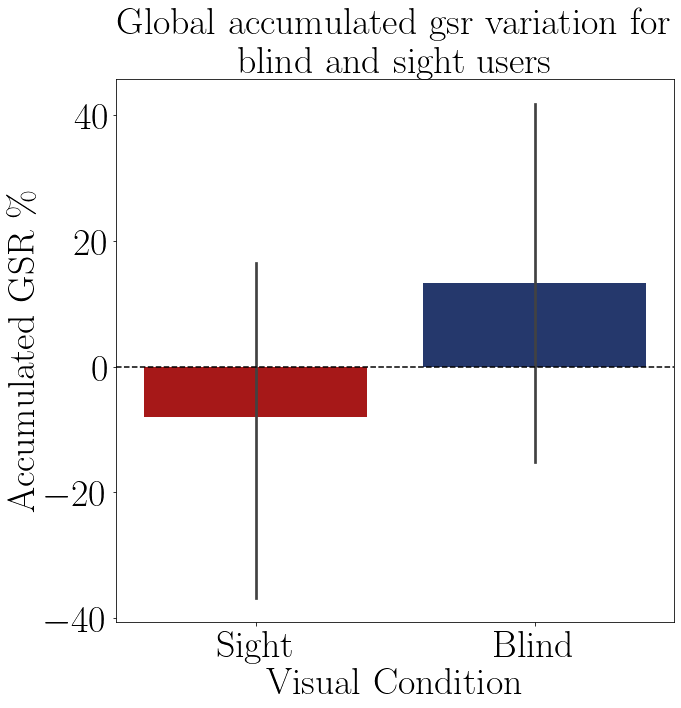 Global accumulated gsr variation for
blind and sight users
Accumulated GSR %
40
20
0
−20
−40
Sight
Blind
Visual Condition